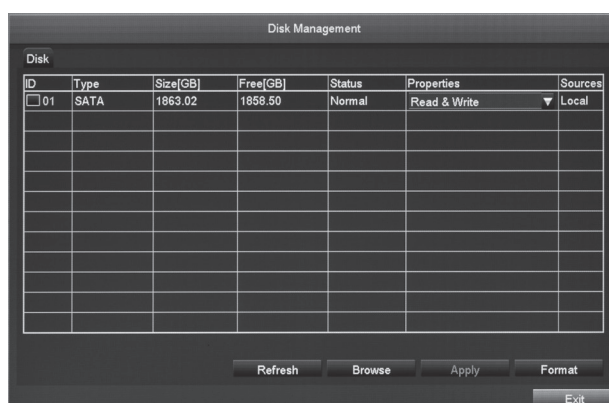 Disk Management
Disk
ID Type Size[GB] Free[GB] Status Properties Sources
01 SATA 1863.02 1858.50 Normal Read & Write Local
Refresh Browse Apply Format
Exit